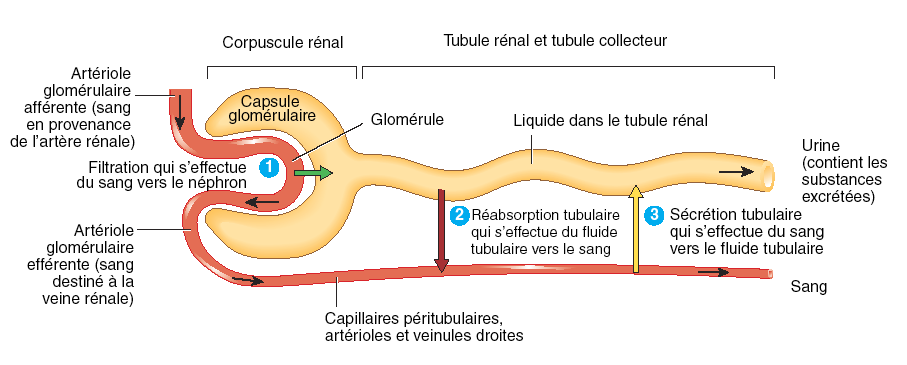 Corpuscule rénal
Tubule rénal et tubule collecteur
Artériole
glomérulaire
afférente (sang
en provenance
de l'artère rénale)
Capsule
glomérulaire
Glomérule
Liquide dans le tubule rénal
Urine
(contient les
substances
excrétées)
Filtration qui s'effectue
du sang vers le néphron
1
2 Réabsorption tubulaire
qui s'effectue du fluide
tubulaire vers le sang
3 Sécrétion tubulaire
qui s'effectue du sang
vers le fluide tubulaire
Artériole
glomérulaire
efférente (sang
destiné à la
veine rénale)
Sang
Capillaires péritubulaires,
artérioles et veinules droites